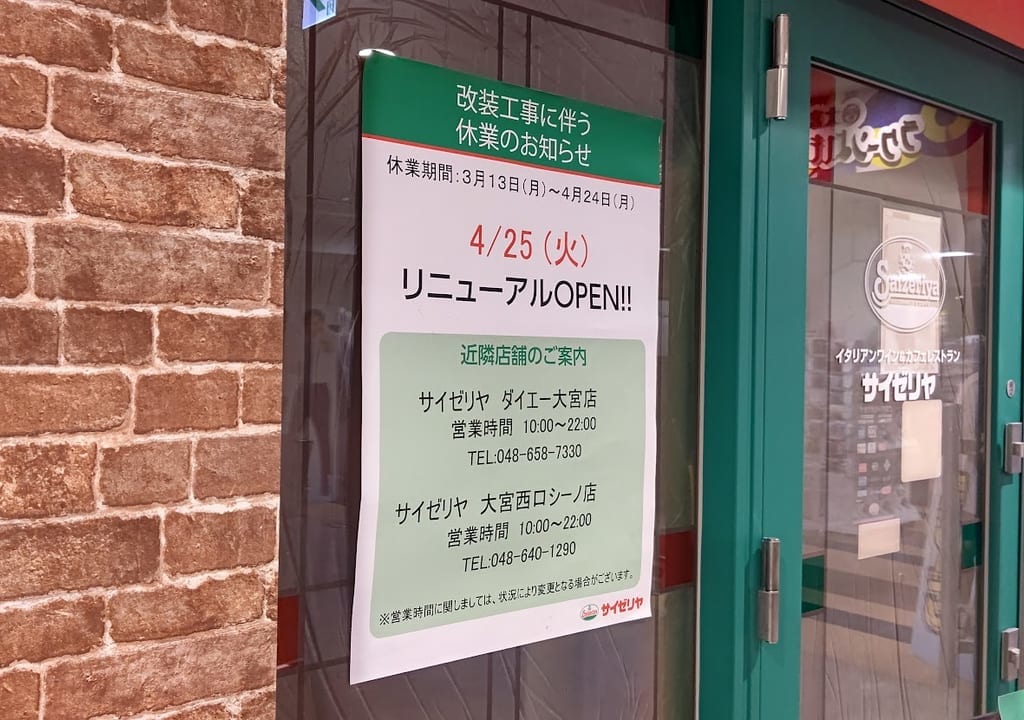 改装工事に伴う
休業のお知らせ
休業期間：3月13日(月)～4月24日(月)
4/25（火）
リニューアルOPEN!!
近隣店舗のご案内
サイゼリヤ ダイエー大宮店
営業時間 10:00～22:00
TEL:048-658-7330
サイゼリヤ 大宮西口シーノ店
営業時間 10:00～22:00
TEL:048-640-1290
※営業時間に関しましては、状況により変更となる場合がございます。
サイゼリヤ
Saizeriya
イタリアンワイン&カフェレストラン
サイゼリヤ